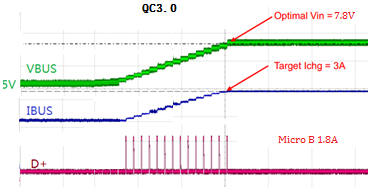 QC3.0
Optimal Vin = 7.8V
VBUS
Target Ichg = 3A
5V
IBUS
Micro B 1.8A
D+